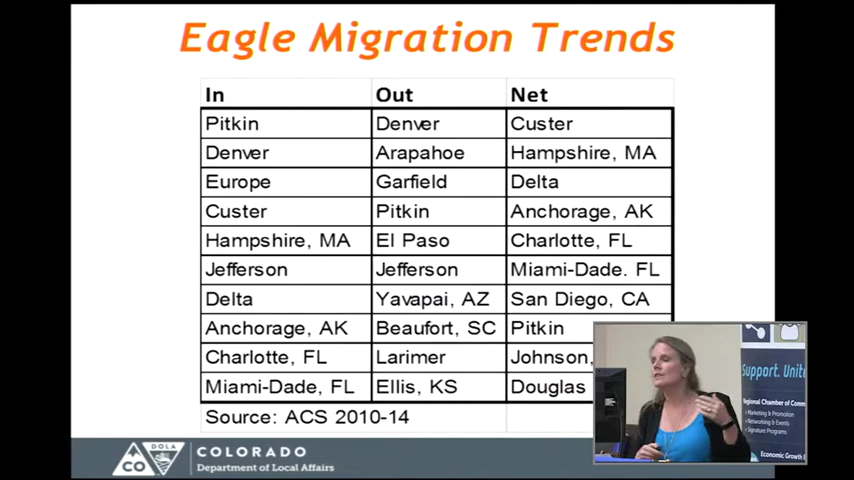 Eagle Migration Trends
In Out Net
Pitkin Denver Custer
Denver Arapahoe Hampshire, MA
Europe Garfield Delta
Custer Pitkin Anchorage, AK
Hampshire, MA El Paso Charlotte, FL
Jefferson Jefferson Miami-Dade. FL
Delta Yavapai, AZ San Diego, CA
Anchorage, AK Beaufort, SC Pitkin
Charlotte, FL Larimer Johnson,
Miami-Dade, FL Ellis, KS Douglas
Source: ACS 2010-14
CO
DOLA
COLORADO
Department of Local Affairs
Support. Unite
Regional Chamber of Comm
• Marketing & Promotion
• Networking & Events
• Signature Programs
Economic Growth